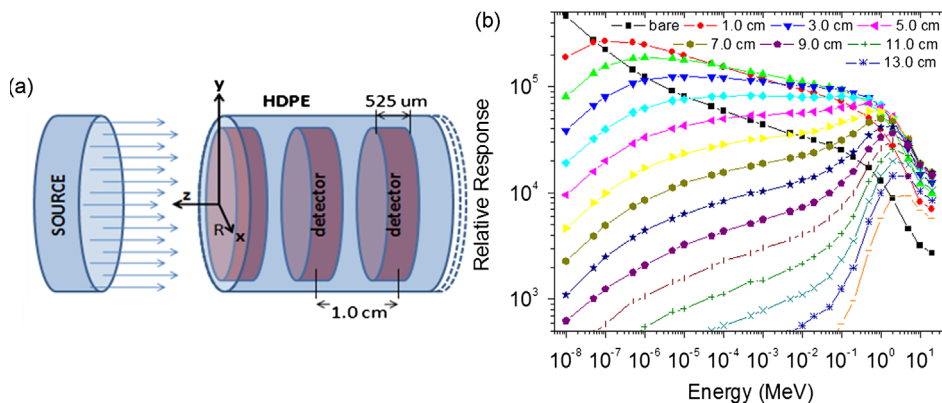 (a)
y
HDPE
525 um
SOURCE
z
R
x
detector
detector
1.0 cm
(b)
bare 1.0 cm 3.0 cm 5.0 cm
7.0 cm 9.0 cm 11.0 cm
13.0 cm
Relative Response
10^5
10^4
10^3
10^-8 10^-7 10^-6 10^-5 10^-4 10^-3 10^-2 10^-1 10^0 10^1
Energy (MeV)